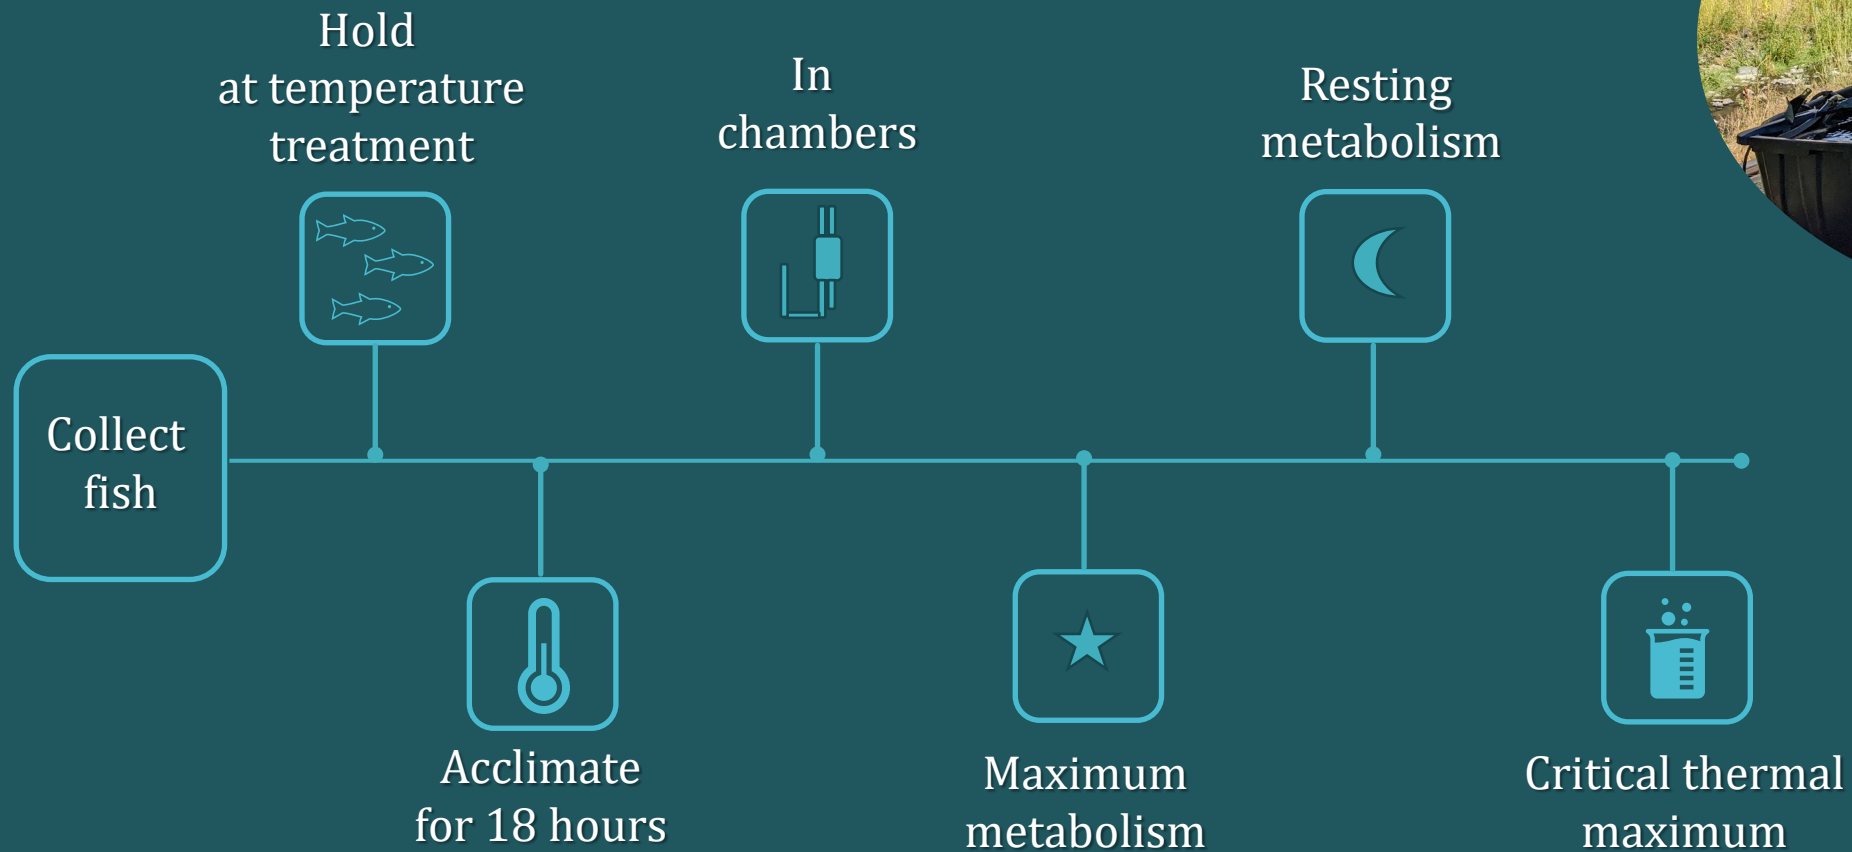 Hold
at temperature
treatment
In
chambers
Resting
metabolism
Collect
fish
Acclimate
for 18 hours
Maximum
metabolism
Critical thermal
maximum